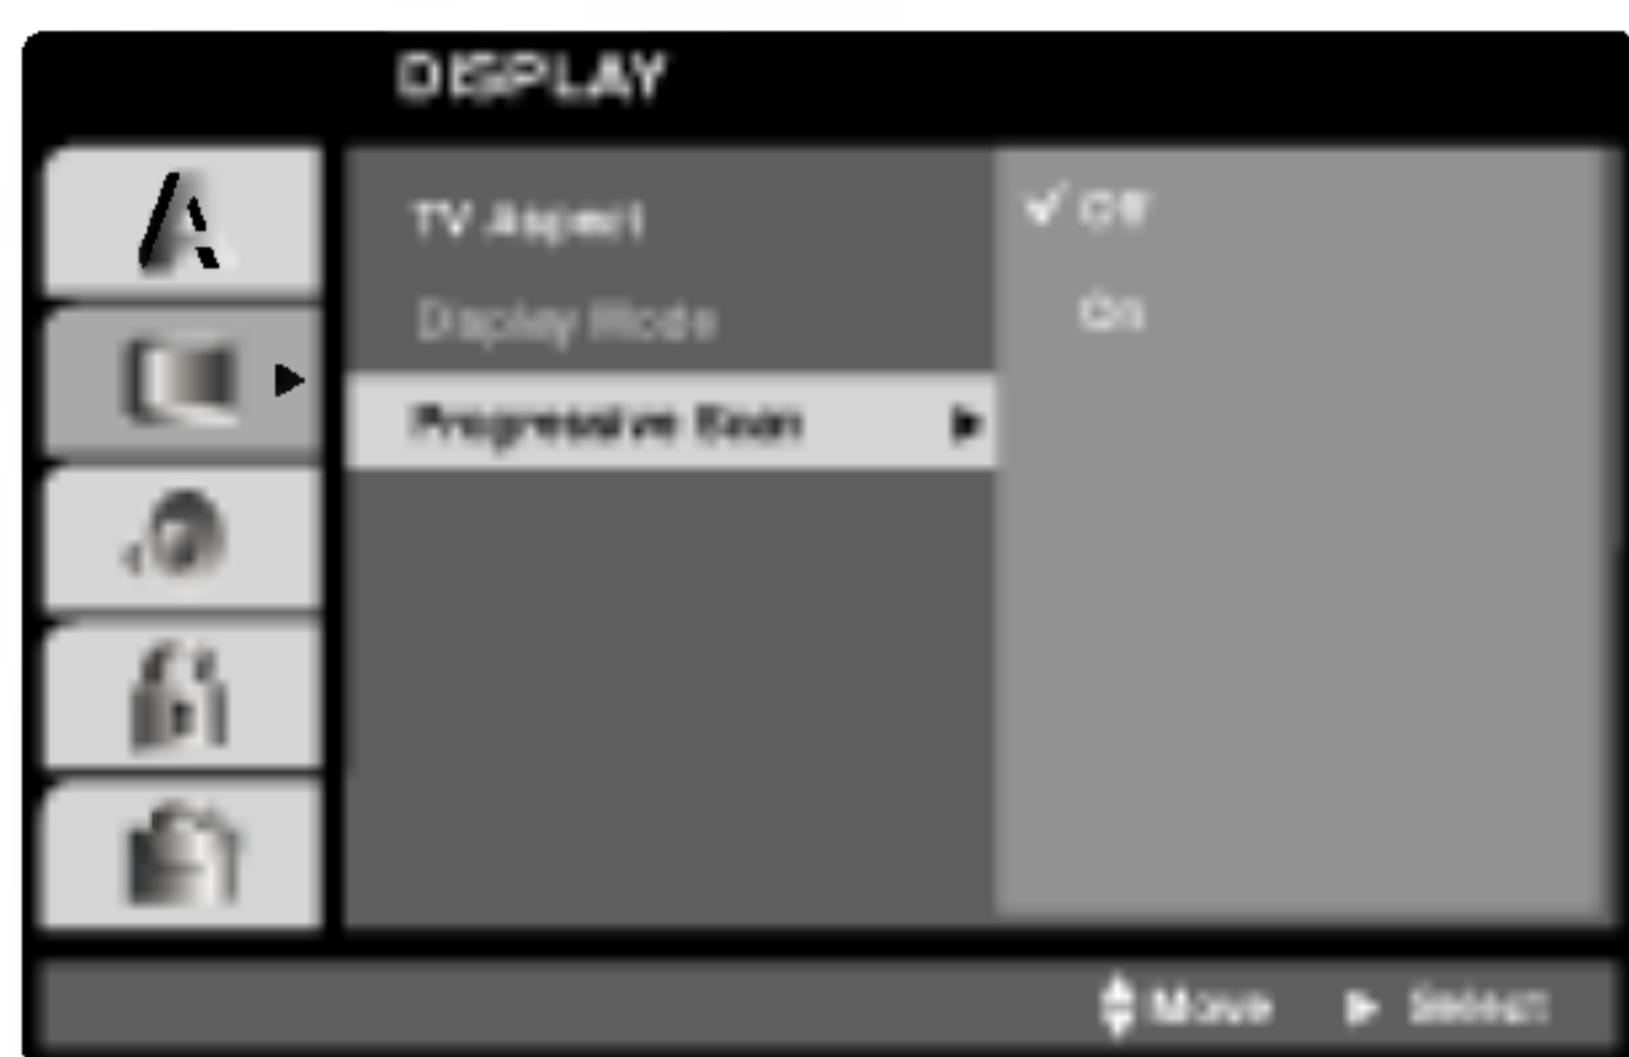 DISPLAY
TV Aspect
Display Mode
Progressive Scan
✓ Off
On
Move
Select